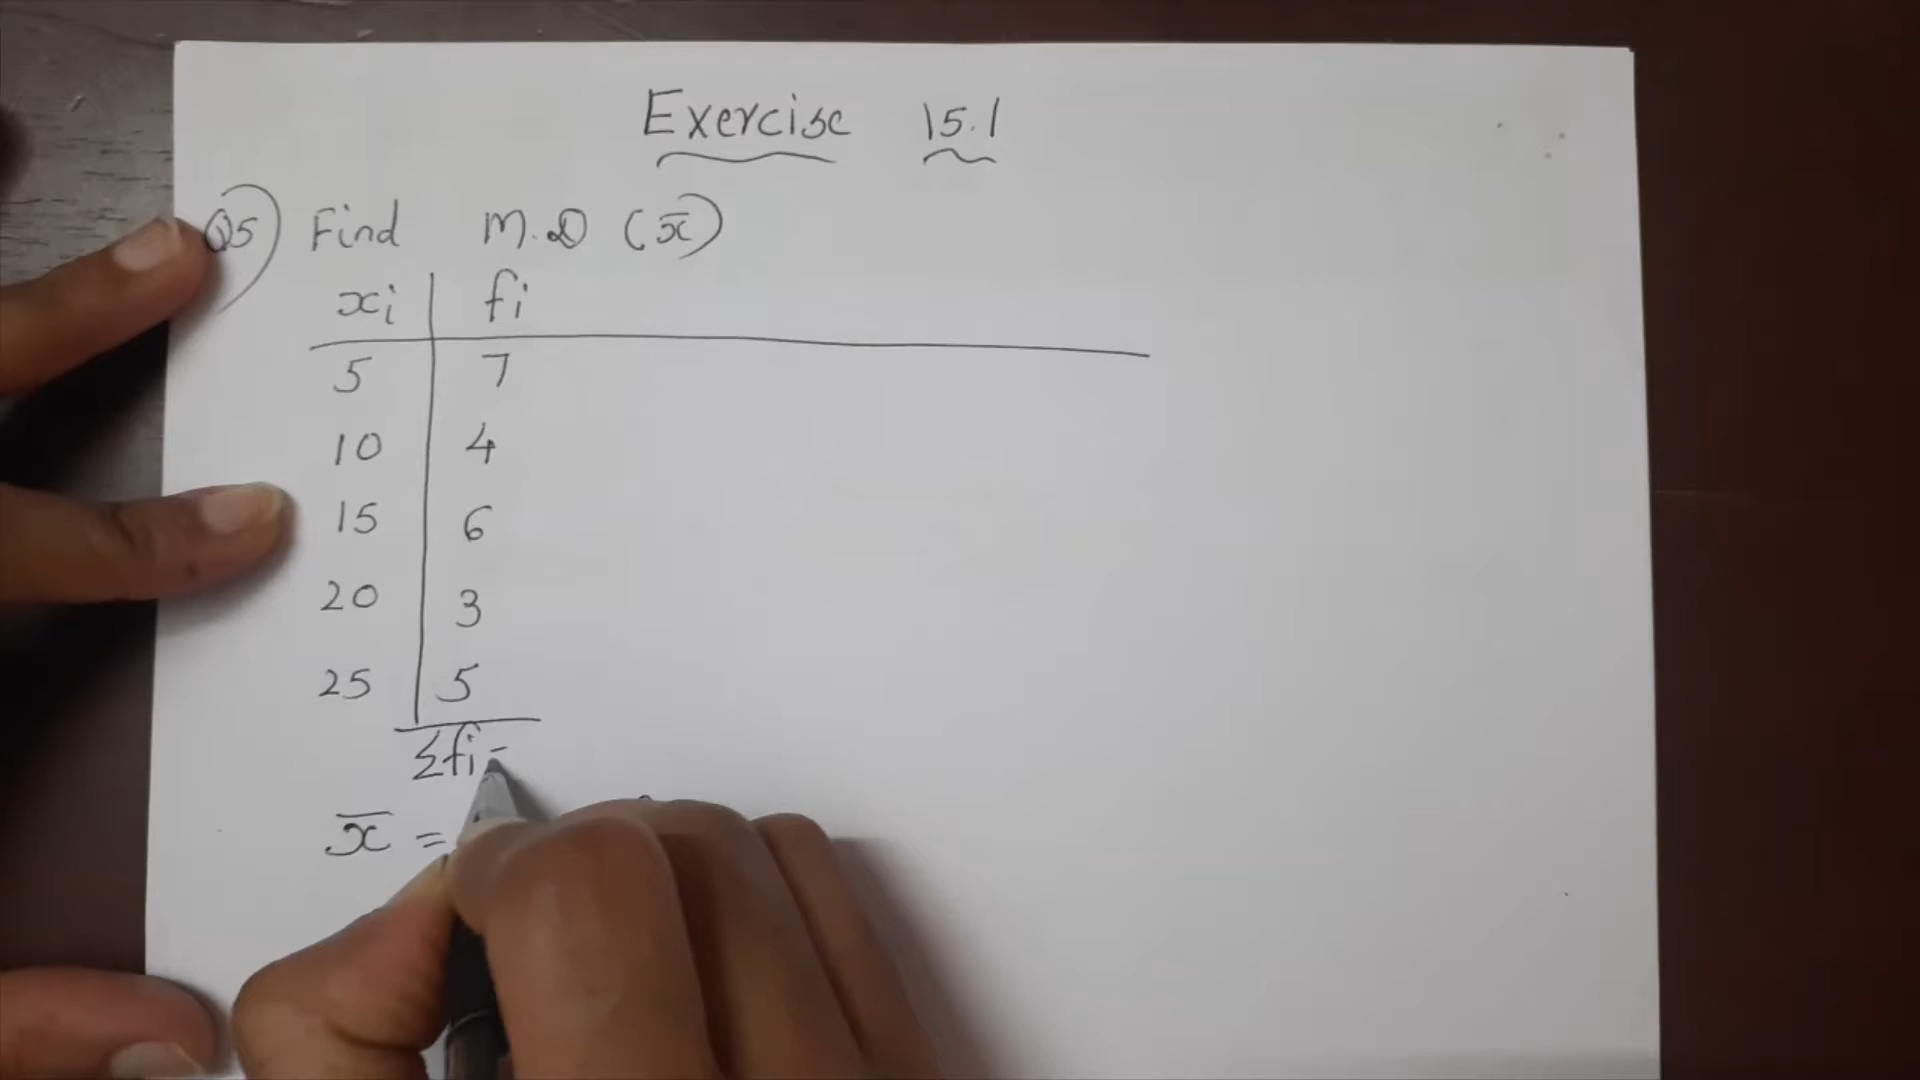 Exercise 15.1
Q5) Find M.D (x̄)
xi fi
5 7
10 4
15 6
20 3
25 5
Σfi =
x̄ =